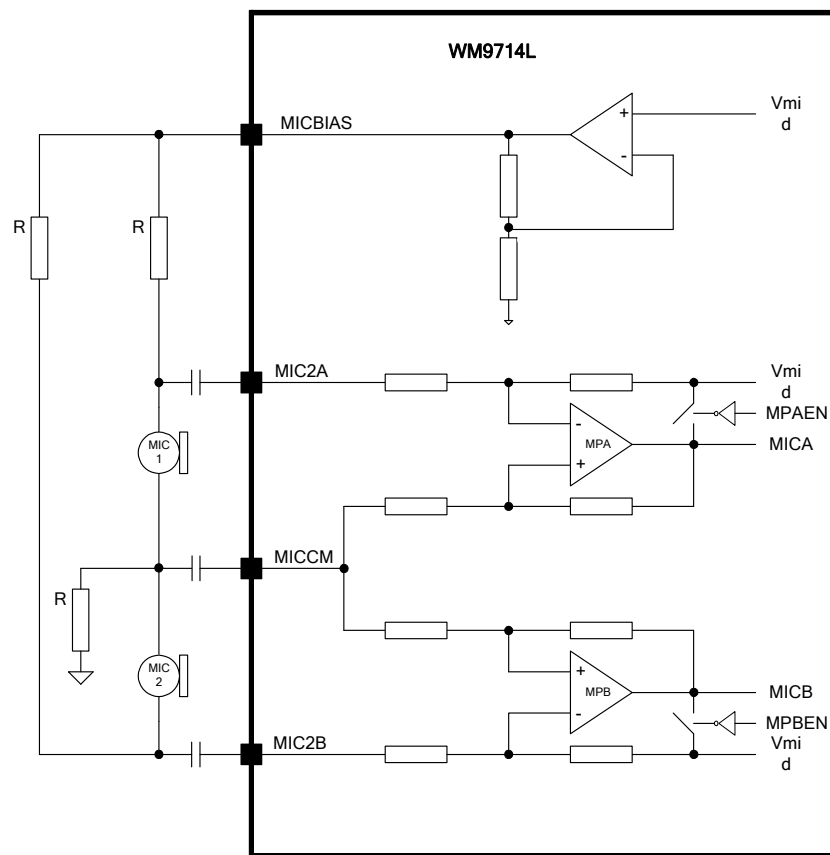 WM9714L
Vmi
d
MICBIAS
R
R
MIC2A
Vmi
d
MPAEN
MPA
MICA
MIC
1
MICCM
R
MIC
2
MPB
MICB
MPBEN
MIC2B
Vmi
d